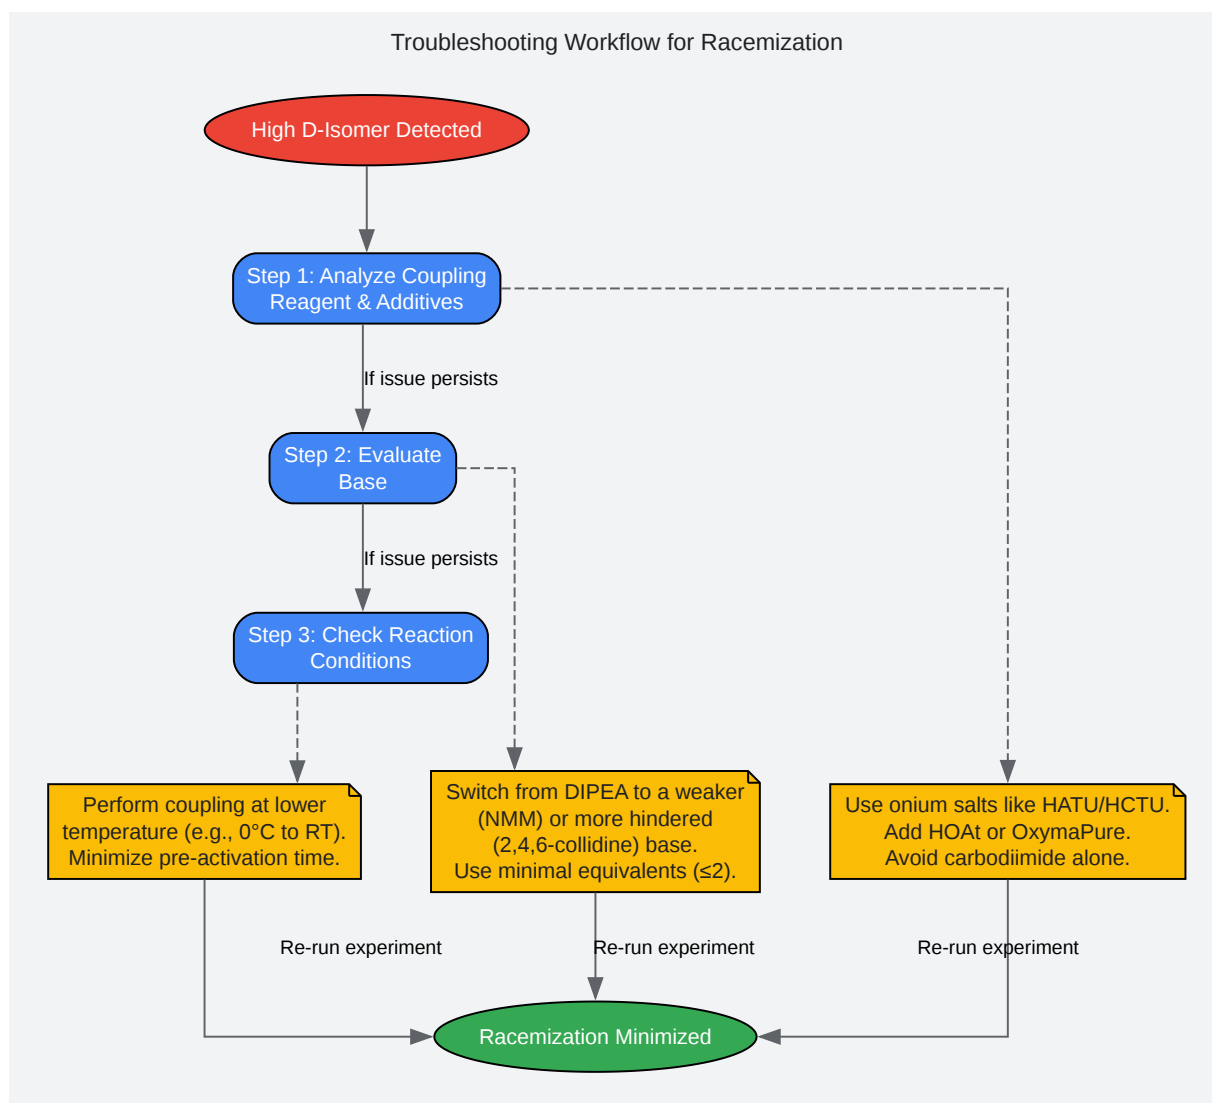 Troubleshooting Workflow for Racemization
High D-Isomer Detected
Step 1: Analyze Coupling
Reagent & Additives
If issue persists
Step 2: Evaluate
Base
If issue persists
Step 3: Check Reaction
Conditions
Perform coupling at lower
temperature (e.g., 0°C to RT).
Minimize pre-activation time.
Switch from DIPEA to a weaker
(NMM) or more hindered
(2,4,6-collidine) base.
Use minimal equivalents (≤2).
Use onium salts like HATU/HCTU.
Add HOAt or OxymaPure.
Avoid carbodiimide alone.
Re-run experiment
Re-run experiment
Re-run experiment
Racemization Minimized